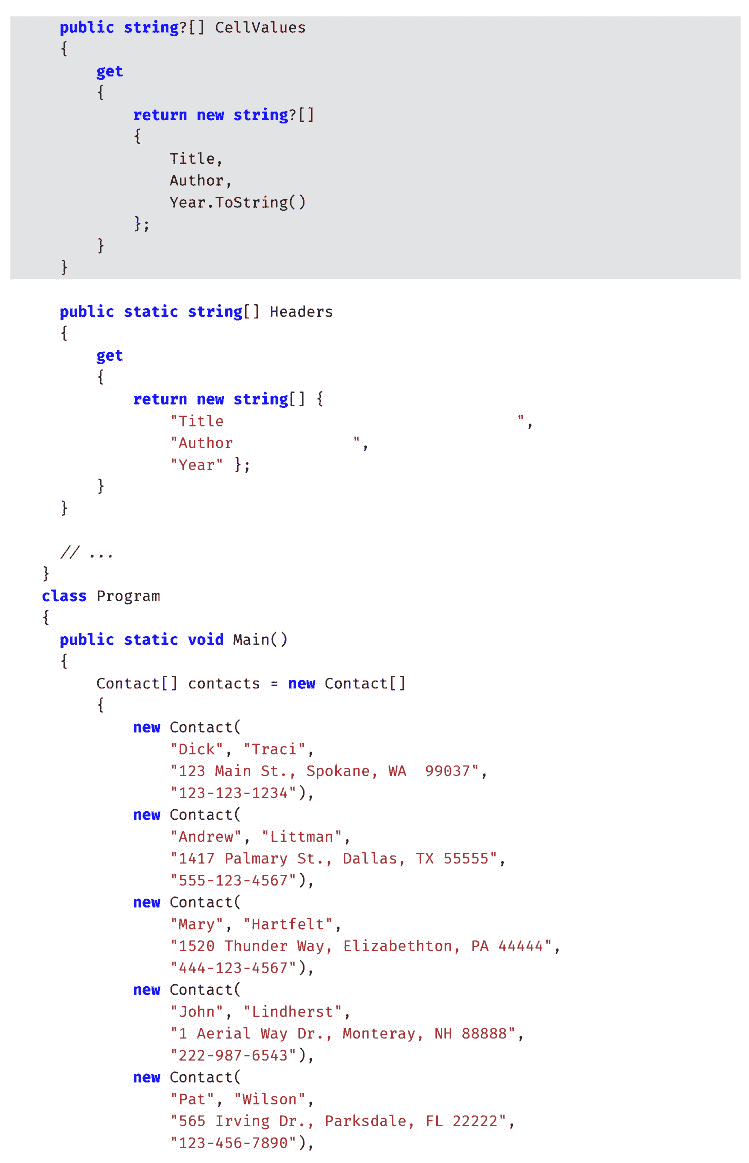 public string?[] CellValues
{
get
{
return new string?[]
{
Title,
Author,
Year.ToString()
};
}
}
public static string[] Headers
{
get
{
return new string[] {
"Title                                ",
"Author             ",
"Year" };
}
}
// ...
}
class Program
{
public static void Main()
{
Contact[] contacts = new Contact[]
{
new Contact(
"Dick", "Traci",
"123 Main St., Spokane, WA  99037",
"123-123-1234"),
new Contact(
"Andrew", "Littman",
"1417 Palmary St., Dallas, TX 55555",
"555-123-4567"),
new Contact(
"Mary", "Hartfelt",
"1520 Thunder Way, Elizabethton, PA 44444",
"444-123-4567"),
new Contact(
"John", "Lindherst",
"1 Aerial Way Dr., Monteray, NH 88888",
"222-987-6543"),
new Contact(
"Pat", "Wilson",
"565 Irving Dr., Parksdale, FL 22222",
"123-456-7890"),